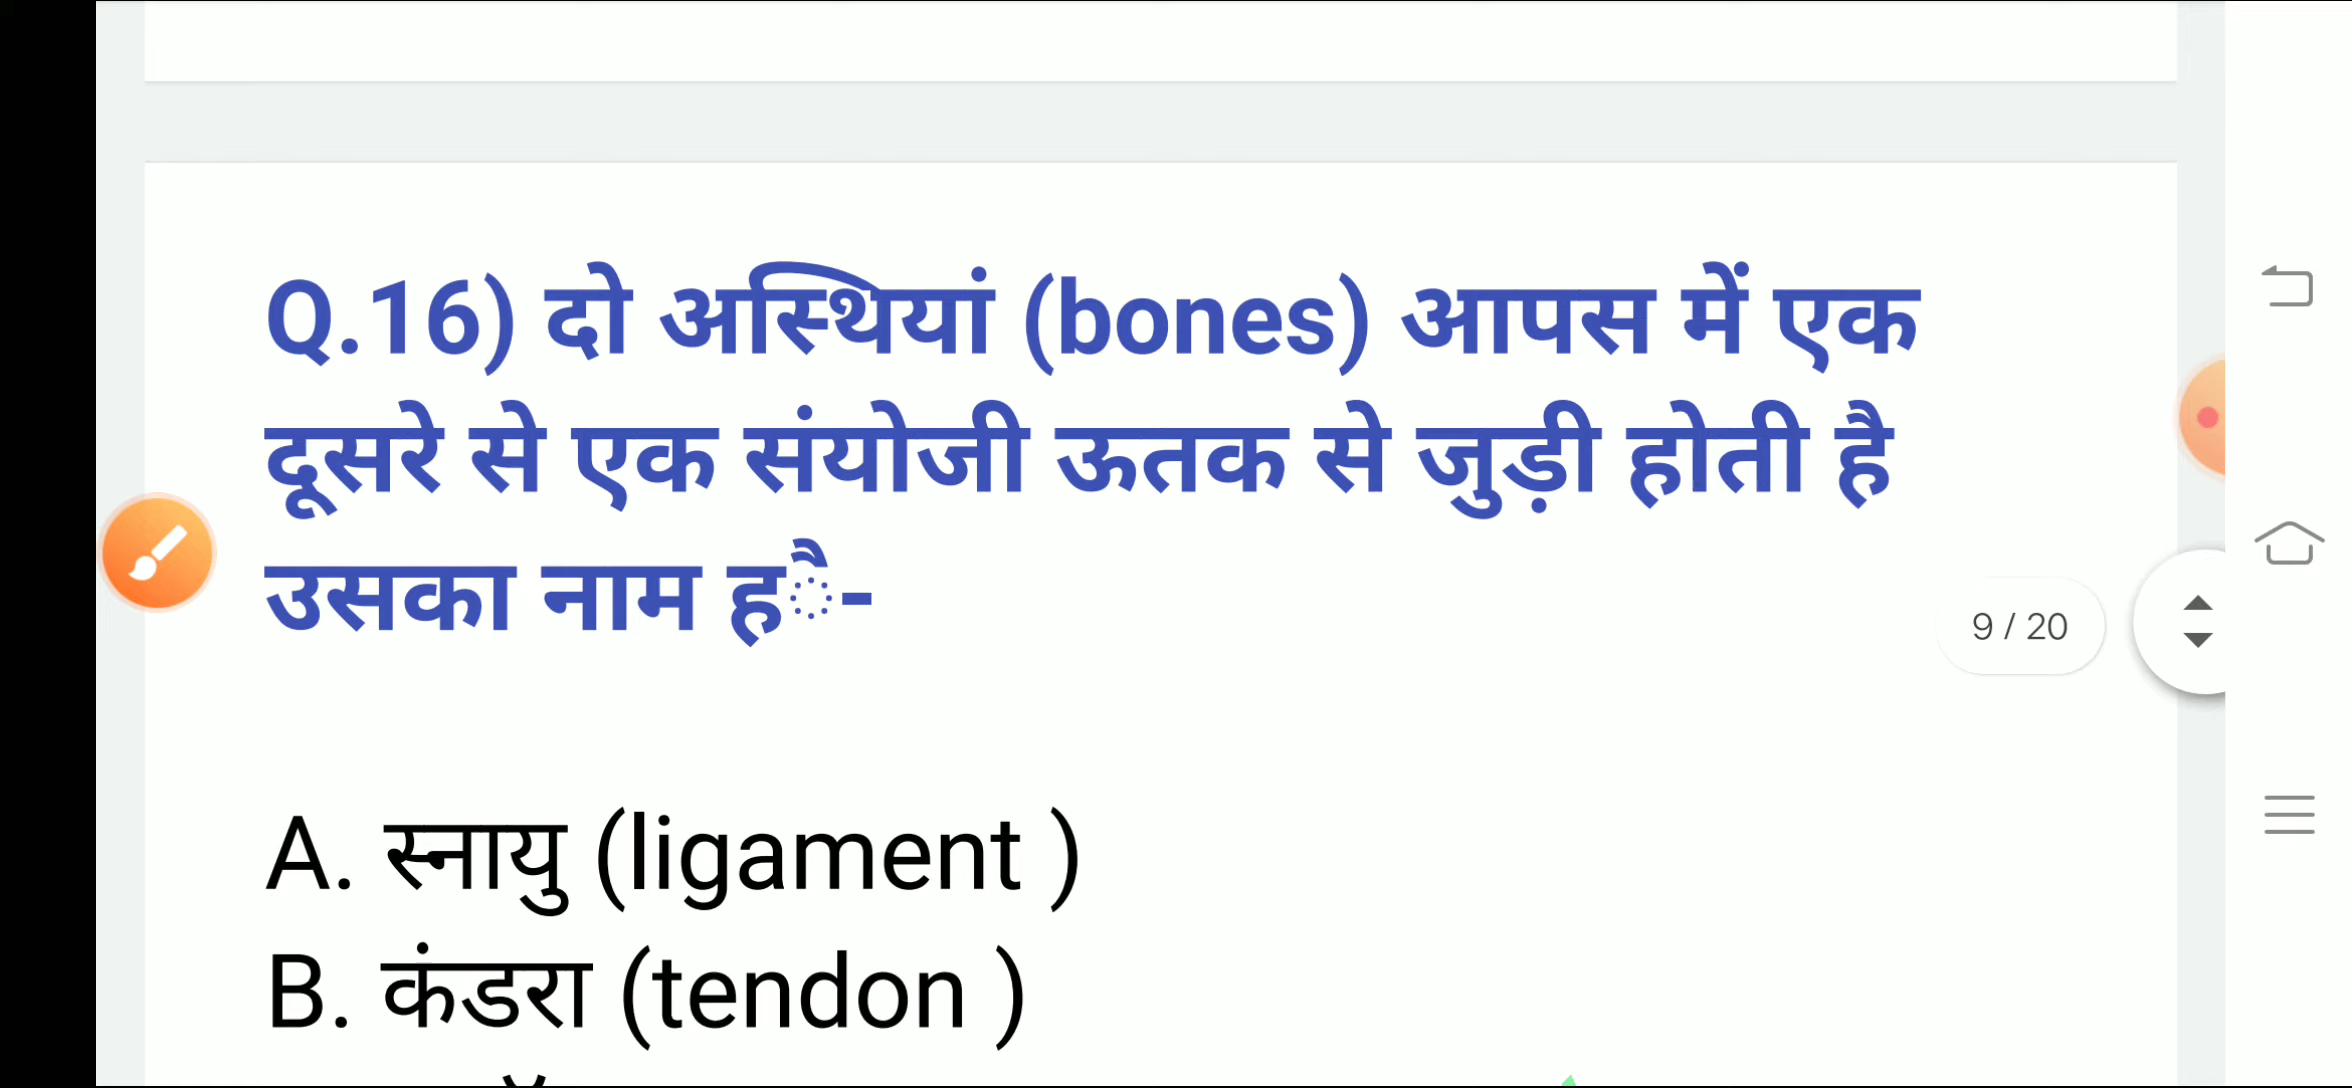 Q.16) दो अस्थियां (bones) आपस में एक
दूसरे से एक संयोजी ऊतक से जुड़ी होती है
उसका नाम है-
9 / 20
A. स्नायु (ligament )
B. कंडरा (tendon )